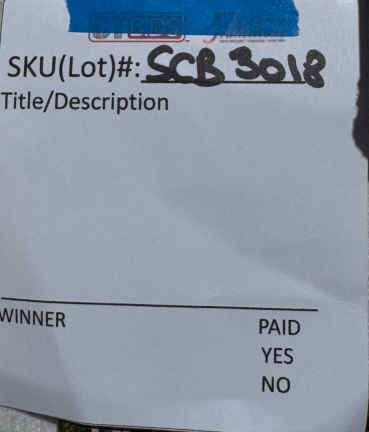 SKU(Lot)#: SCB 3018
Title/Description
WINNER PAID
YES
NO